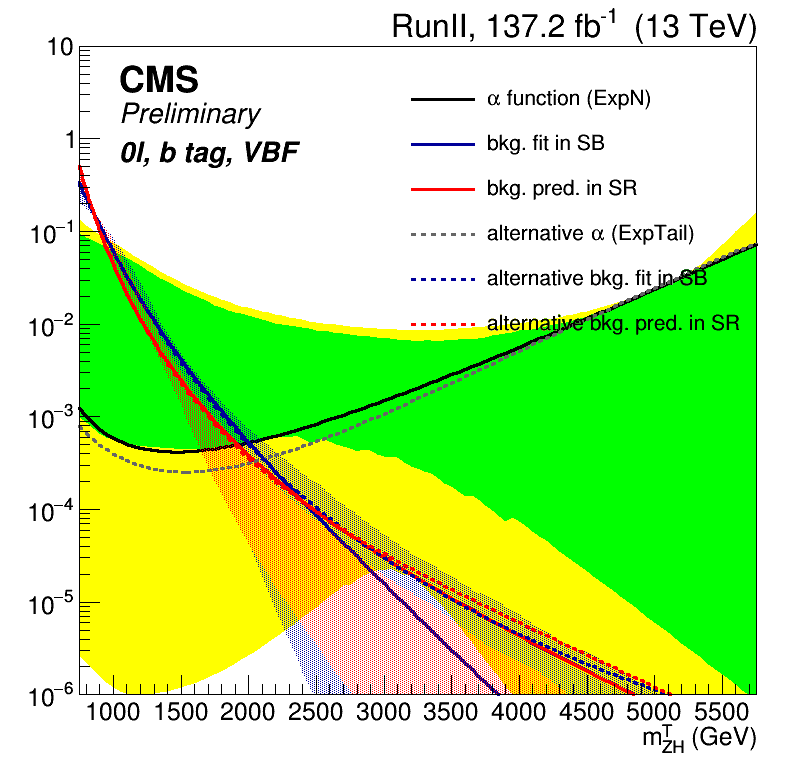 RunII, 137.2 fb⁻¹ (13 TeV)
CMS
Preliminary
0l, b tag, VBF
α function (ExpN)
bkg. fit in SB
bkg. pred. in SR
alternative α (ExpTail)
alternative bkg. fit in SB
alternative bkg. pred. in SR
10
1
10⁻¹
10⁻²
10⁻³
10⁻⁴
10⁻⁵
10⁻⁶
1000 1500 2000 2500 3000 3500 4000 4500 5000 5500
m^T_ZH (GeV)